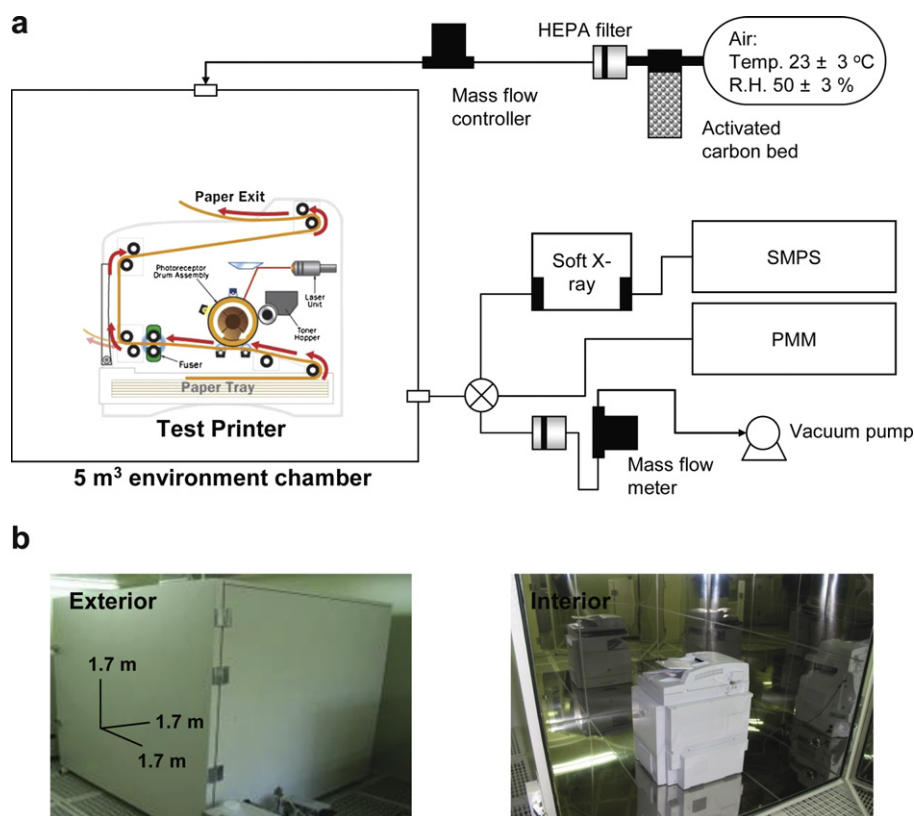 a
HEPA filter
Air:
Temp. 23 ± 3 °C
R.H. 50 ± 3 %
Mass flow
controller
Activated
carbon bed
Paper Exit
Photoreceptor
Drum Assembly
Laser
Unit
Toner
Hopper
Fuser
Paper Tray
Test Printer
5 m³ environment chamber
Soft X-
ray
SMPS
PMM
Vacuum pump
Mass flow
meter
b
Exterior
1.7 m
1.7 m
1.7 m
Interior